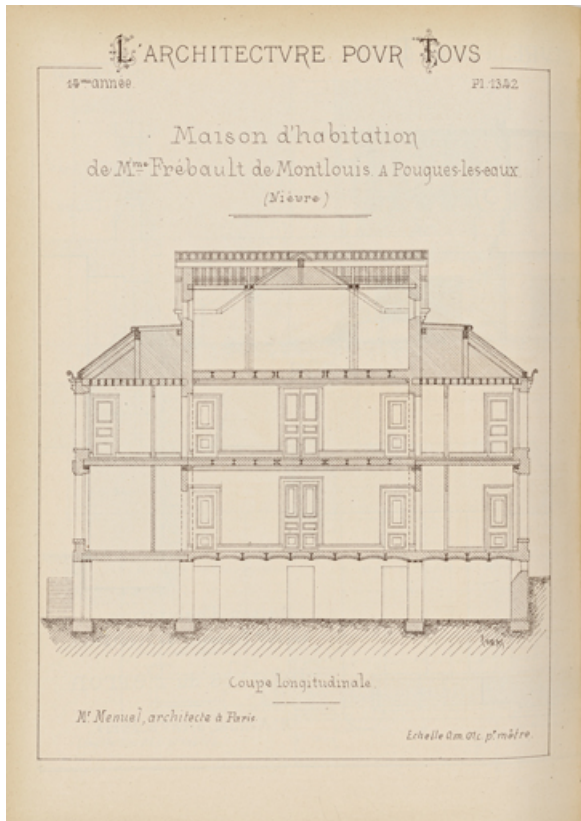 L'ARCHITECTVRE POVR TOVS
14me année. Pl. 1342
Maison d'habitation
de Mme Frébault de Montlouis. A Pougues-les-eaux.
(Nièvre)
Coupe longitudinale.
Mr Menuel, architecte à Paris.
Echelle 0m.01c. pr mètre.